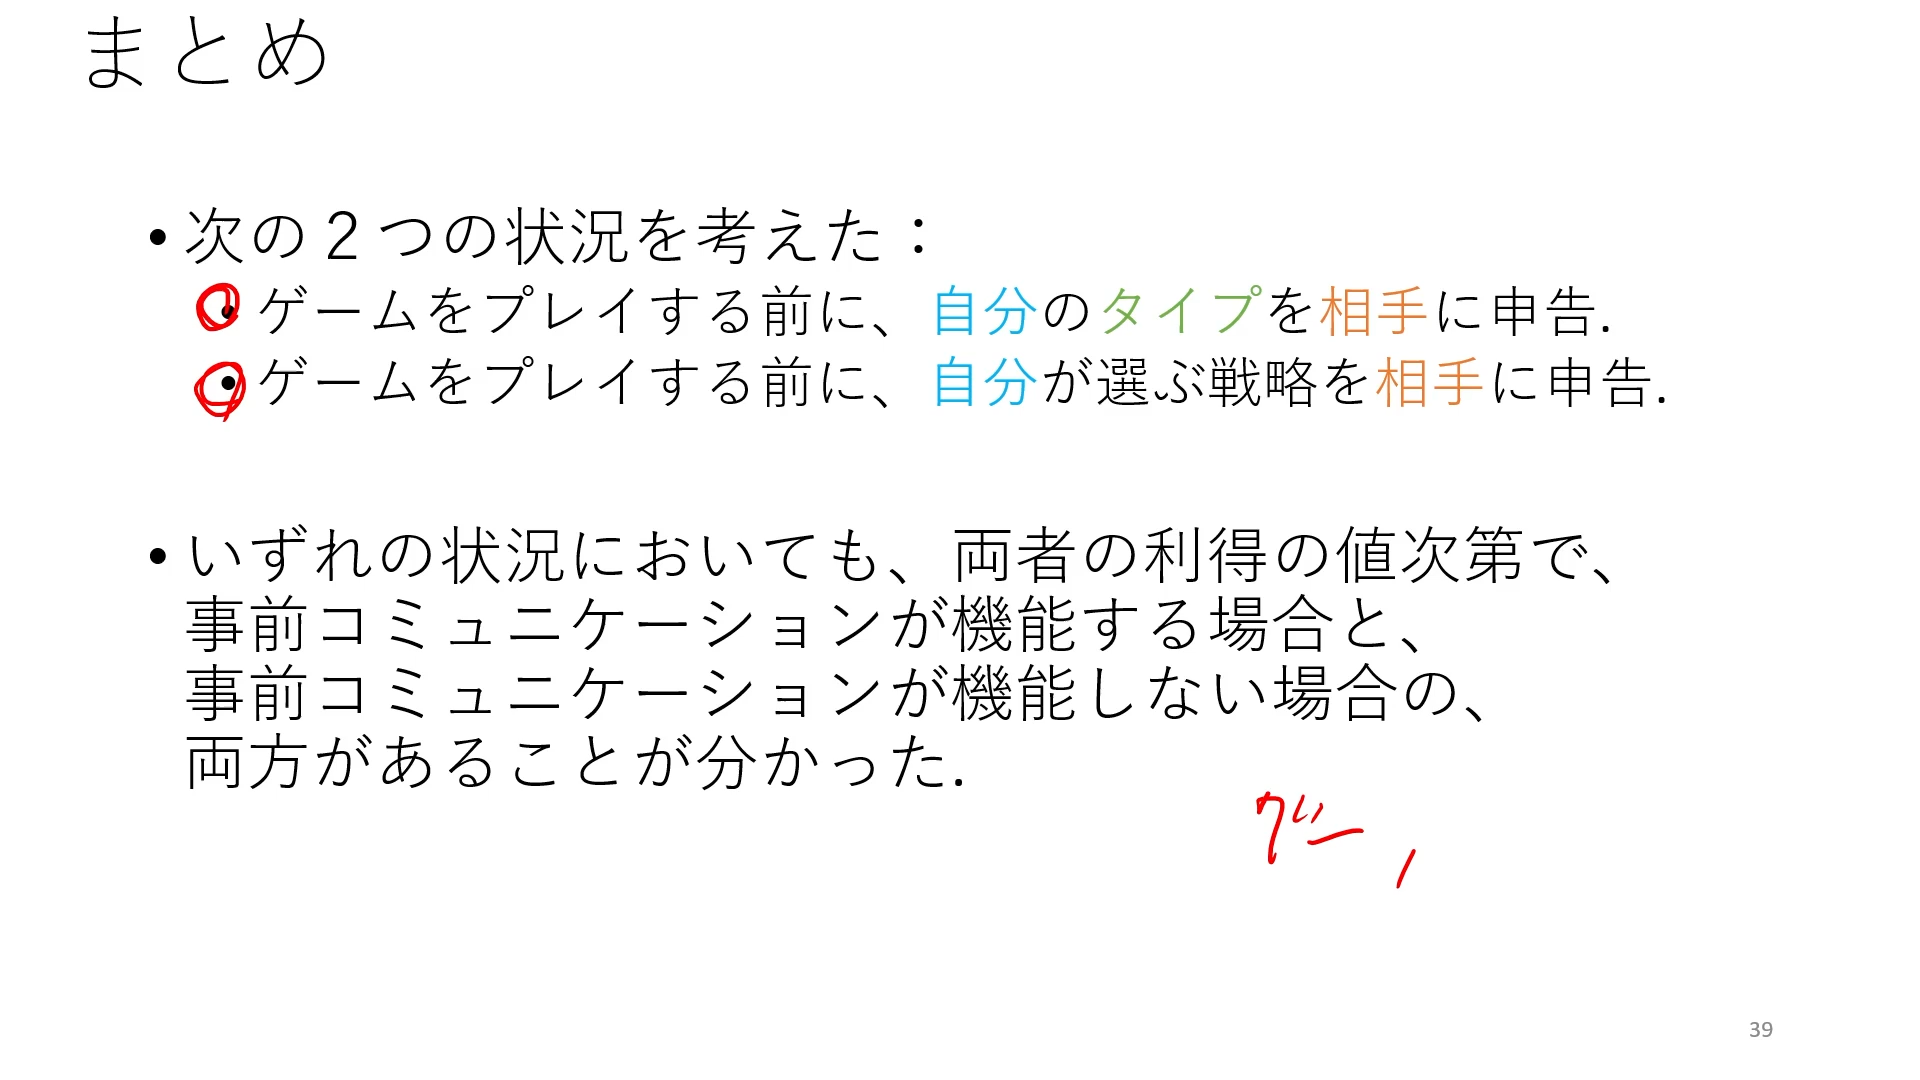 まとめ
• 次の２つの状況を考えた：
• ゲームをプレイする前に、自分のタイプを相手に申告.
• ゲームをプレイする前に、自分が選ぶ戦略を相手に申告.
• いずれの状況においても、両者の利得の値次第で、
事前コミュニケーションが機能する場合と、
事前コミュニケーションが機能しない場合の、
両方があることが分かった.
39